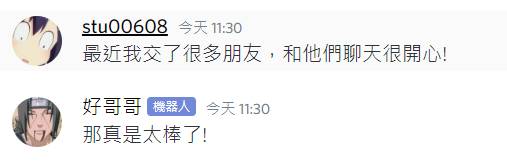 stu00608 今天 11:30
最近我交了很多朋友，和他們聊天很開心!
好哥哥 機器人 今天 11:30
那真是太棒了!